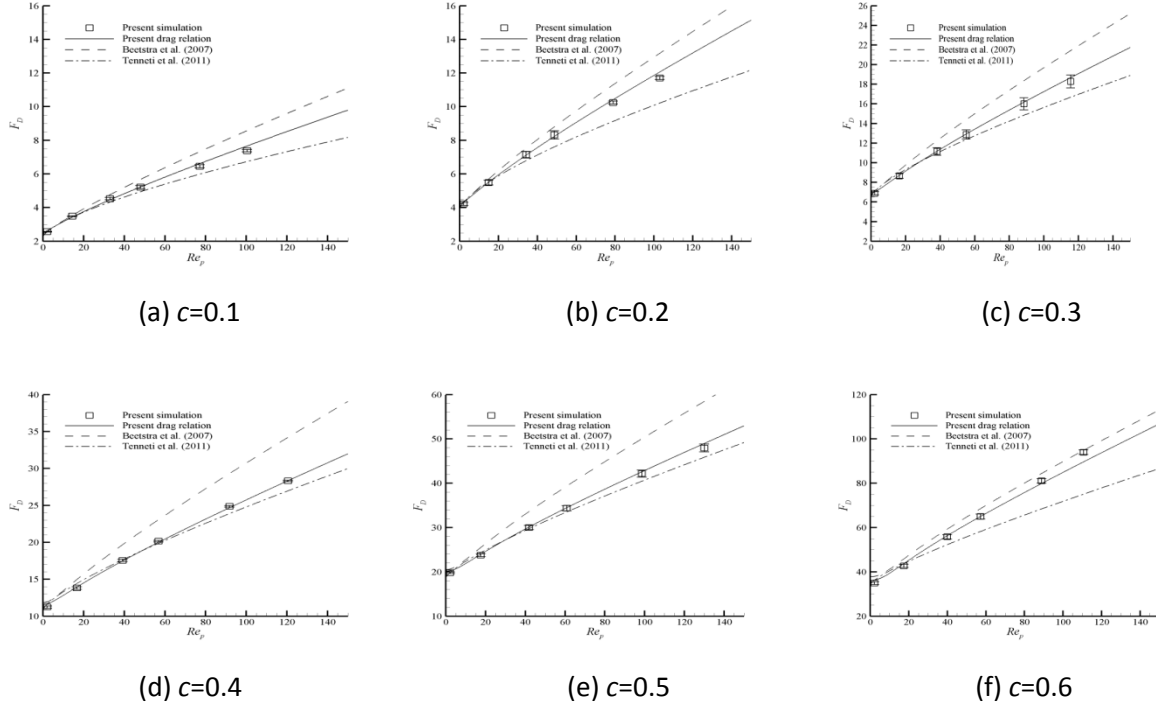 16
14
12
10
8
6
4
2
F_D
Present simulation
Present drag relation
Beetstra et al. (2007)
Tenneti et al. (2011)
0 20 40 60 80 100 120 140
Re_p
(a) c=0.1
16
14
12
10
8
6
4
2
F_D
Present simulation
Present drag relation
Beetstra et al. (2007)
Tenneti et al. (2011)
0 20 40 60 80 100 120 140
Re_p
(b) c=0.2
26
24
22
20
18
16
14
12
10
8
6
4
2
F_D
Present simulation
Present drag relation
Beetstra et al. (2007)
Tenneti et al. (2011)
0 20 40 60 80 100 120 140
Re_p
(c) c=0.3
40
35
30
25
20
15
10
F_D
Present simulation
Present drag relation
Beetstra et al. (2007)
Tenneti et al. (2011)
0 20 40 60 80 100 120 140
Re_p
(d) c=0.4
60
50
40
30
20
10
F_D
Present simulation
Present drag relation
Beetstra et al. (2007)
Tenneti et al. (2011)
0 20 40 60 80 100 120 140
Re_p
(e) c=0.5
120
100
80
60
40
20
F_D
Present simulation
Present drag relation
Beetstra et al. (2007)
Tenneti et al. (2011)
0 20 40 60 80 100 120 140
Re_p
(f) c=0.6